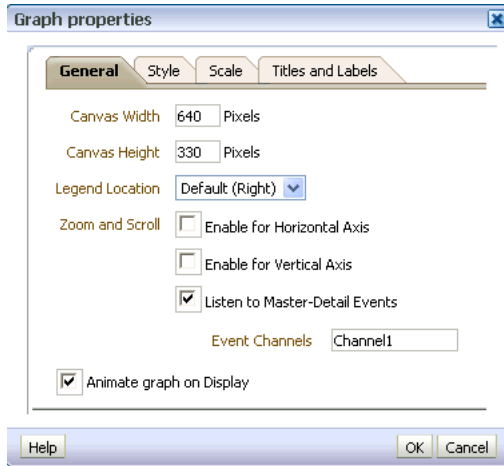 Graph properties
General Style Scale Titles and Labels
Canvas Width 640 Pixels
Canvas Height 330 Pixels
Legend Location Default (Right)
Zoom and Scroll Enable for Horizontal Axis
Enable for Vertical Axis
Listen to Master-Detail Events
Event Channels Channel1
Animate graph on Display
Help OK Cancel